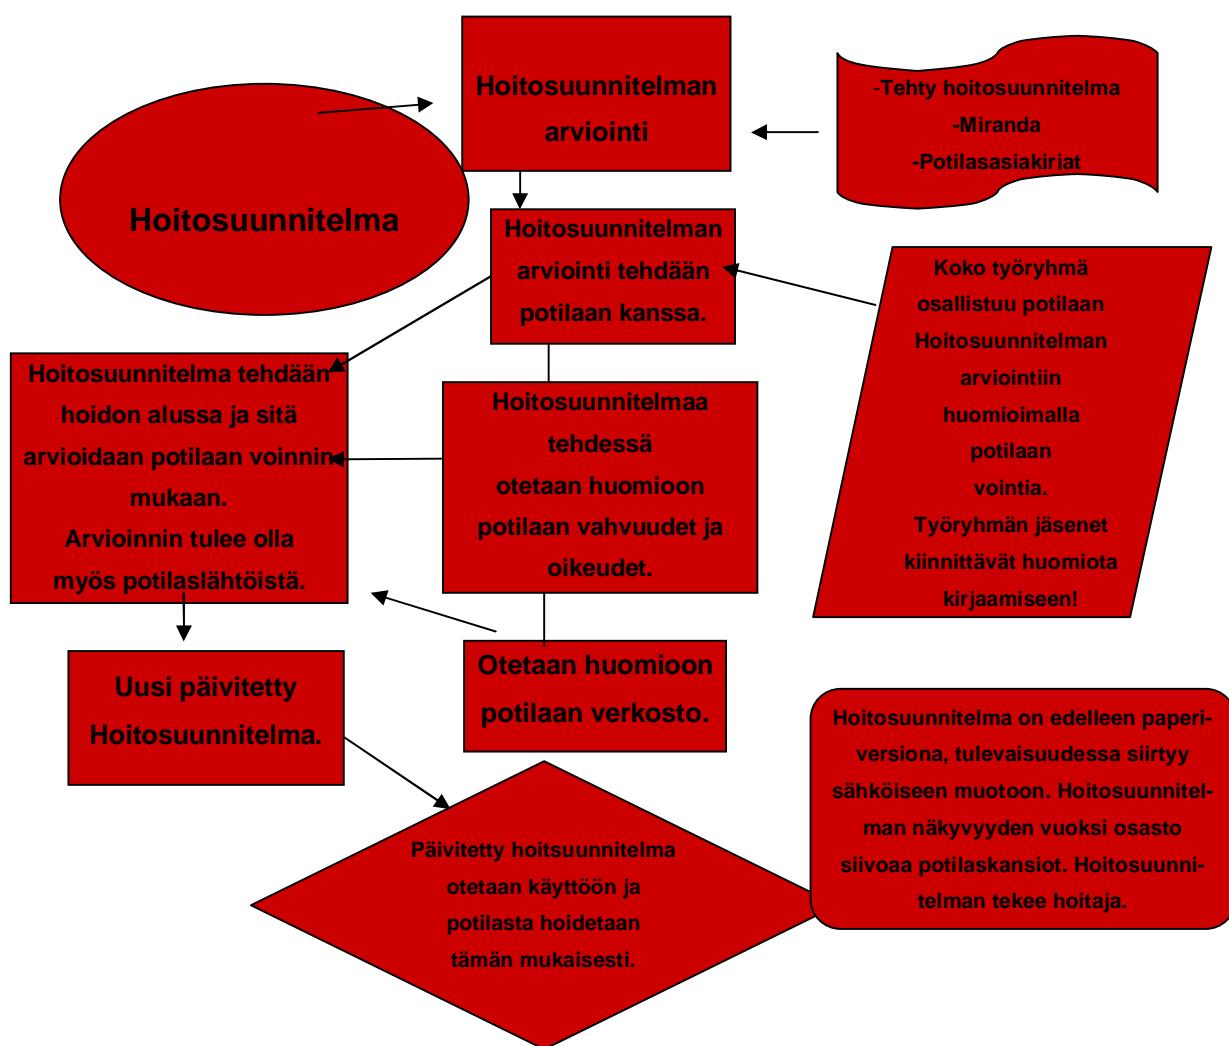 Hoitosuunnitelman
arviointi
-Tehty hoitosuunnitelma
-Miranda
-Potilasasiakirjat
Hoitosuunnitelma
Hoitosuunnitelman
arviointi tehdään
potilaan kanssa.
Koko työryhmä
osallistuu potilaan
Hoitosuunnitelman
arviointiin
huomioimalla
potilaan
vointia.
Työryhmän jäsenet
kiinnittävät huomiota
kirjaamiseen!
Hoitosuunnitelma tehdään
hoidon alussa ja sitä
arvioidaan potilaan voinnin
mukaan.
Arvioinnin tulee olla
myös potilaslähtöistä.
Hoitosuunnitelmaa
tehdessä
otetaan huomioon
potilaan vahvuudet ja
oikeudet.
Uusi päivitetty
Hoitosuunnitelma.
Otetaan huomioon
potilaan verkosto.
Hoitosuunnitelma on edelleen paperi-
versiona, tulevaisuudessa siirtyy
sähköiseen muotoon. Hoitosuunnitel-
man näkyvyyden vuoksi osasto
siivoaa potilaskansiot. Hoitosuunni-
telman tekee hoitaja.
Päivitetty hoitsuunnitelma
otetaan käyttöön ja
potilasta hoidetaan
tämän mukaisesti.